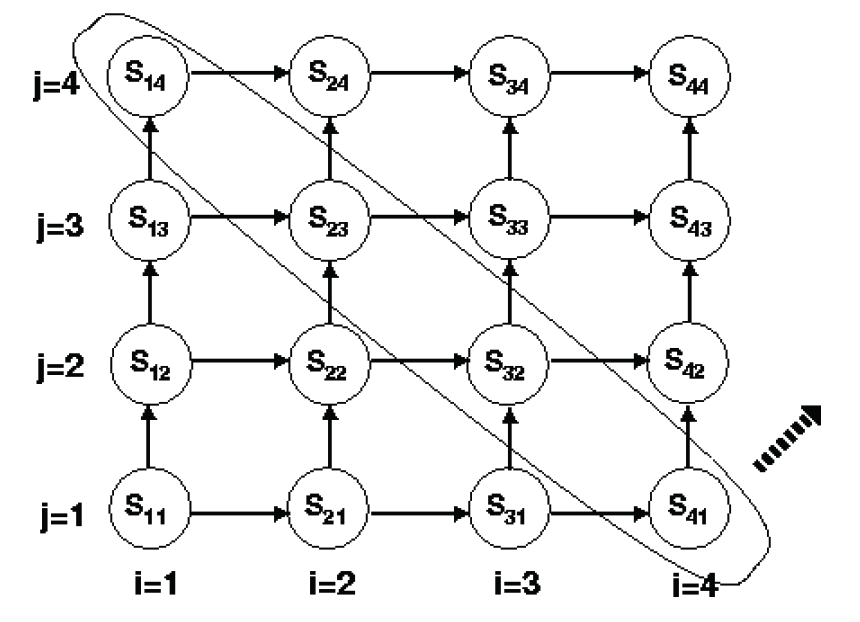 j=4 S14 S24 S34 S44
j=3 S13 S23 S33 S43
j=2 S12 S22 S32 S42
j=1 S11 S21 S31 S41
i=1 i=2 i=3 i=4